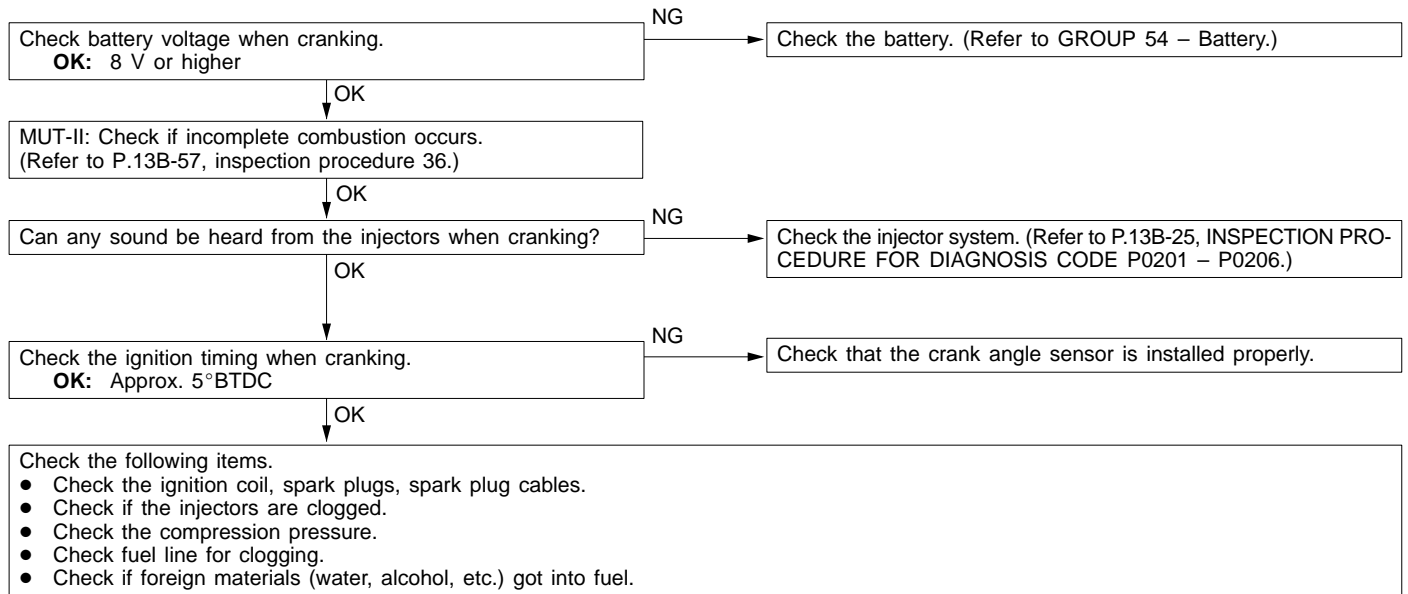 NG
Check battery voltage when cranking.
OK: 8 V or higher
Check the battery. (Refer to GROUP 54 – Battery.)
OK
MUT-II: Check if incomplete combustion occurs.
(Refer to P.13B-57, inspection procedure 36.)
OK
NG
Can any sound be heard from the injectors when cranking?
Check the injector system. (Refer to P.13B-25, INSPECTION PRO-
CEDURE FOR DIAGNOSIS CODE P0201 – P0206.)
OK
NG
Check the ignition timing when cranking.
OK: Approx. 5°BTDC
Check that the crank angle sensor is installed properly.
OK
Check the following items.
● Check the ignition coil, spark plugs, spark plug cables.
● Check if the injectors are clogged.
● Check the compression pressure.
● Check fuel line for clogging.
● Check if foreign materials (water, alcohol, etc.) got into fuel.